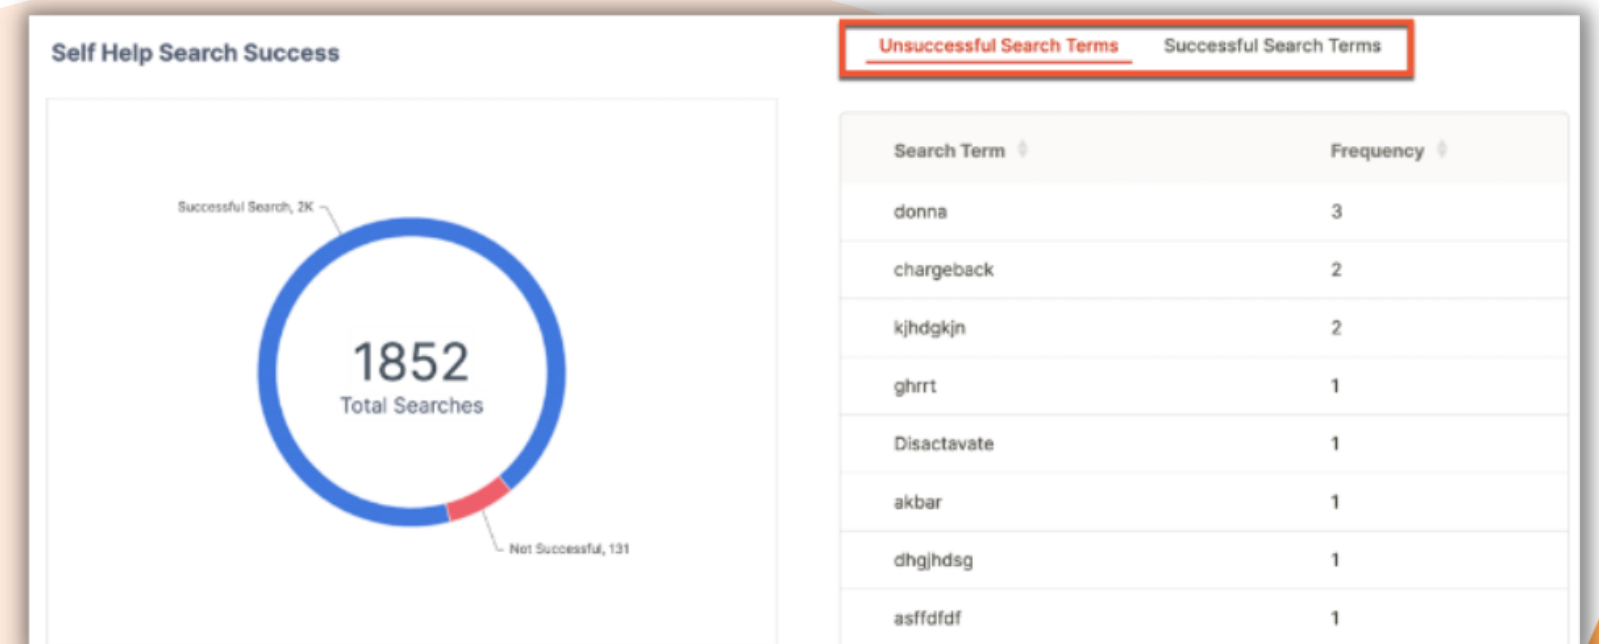 Self Help Search Success
Successful Search, 2K
1852
Total Searches
Not Successful, 131
Unsuccessful Search Terms Successful Search Terms
Search Term Frequency
donna 3
chargeback 2
kjhdgkjn 2
ghrrt 1
Disactavate 1
akbar 1
dhgjhdsg 1
asffdfdf 1